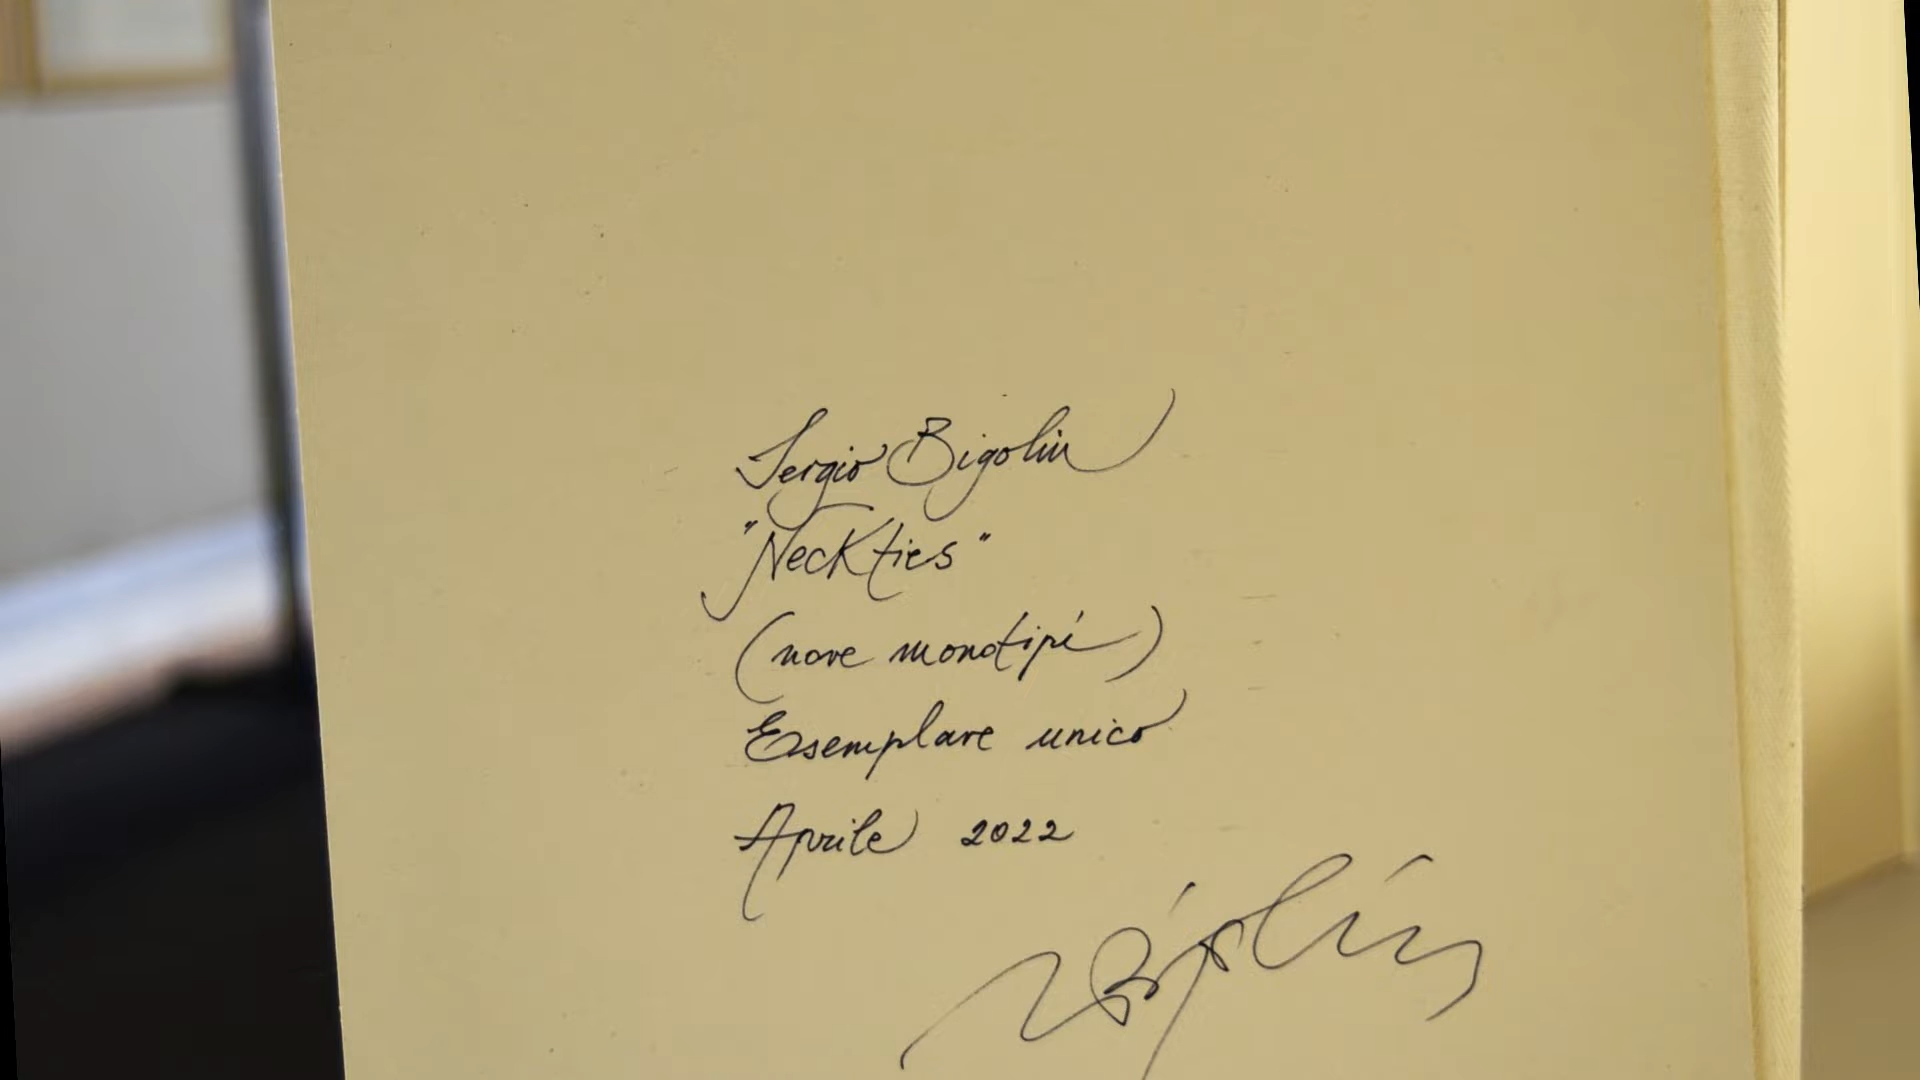 Sergio Bigolin
"Neckties"
(nove monotipi)
Esemplare unico
Aprile 2022
Bigolin